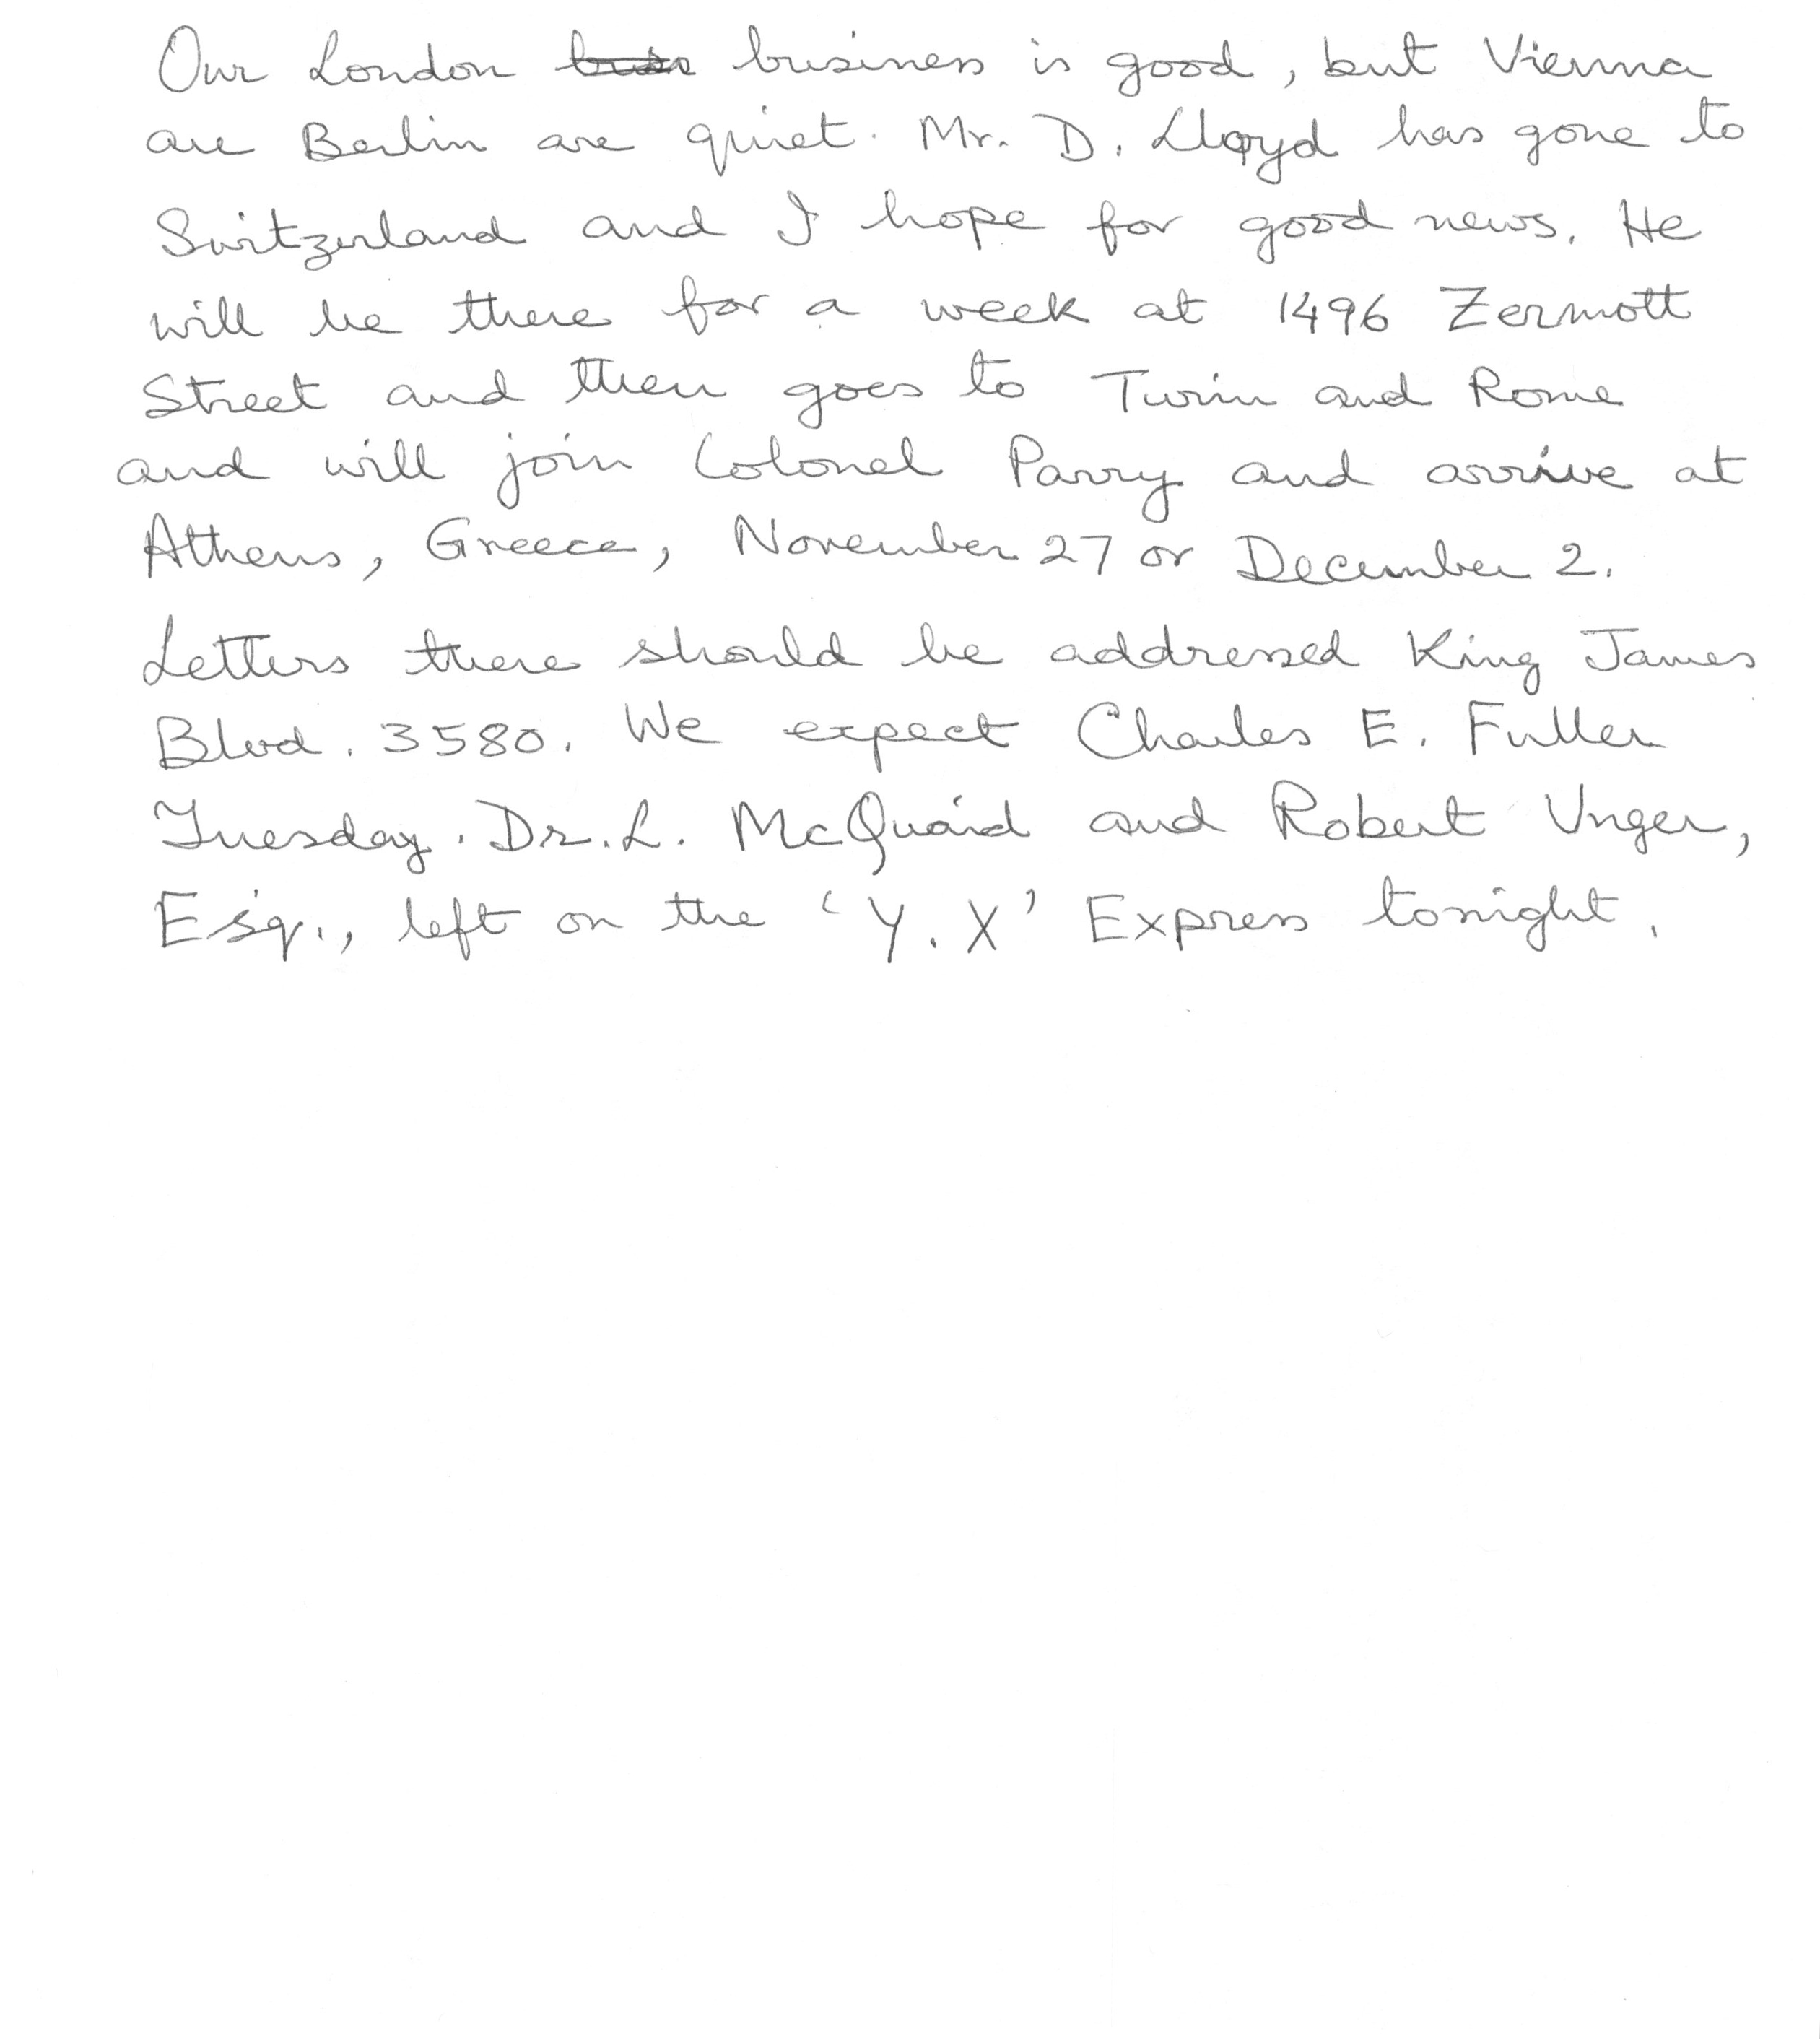 Our London business is good, but Vienna
are Berlin are quiet. Mr. D. Lloyd has gone to
Switzerland and I hope for good news. He
will be there for a week at 1496 Zermott
Street and then goes to Turin and Rome
and will join Colonel Parry and arrive at
Athens, Greece, November 27 or December 2.
Letters there should be addressed King James
Blvd. 3580. We expect Charles E. Fuller
Tuesday. Dr. L. McQuaid and Robert Unger,
Esq., left on the 'Y. X' Express tonight.